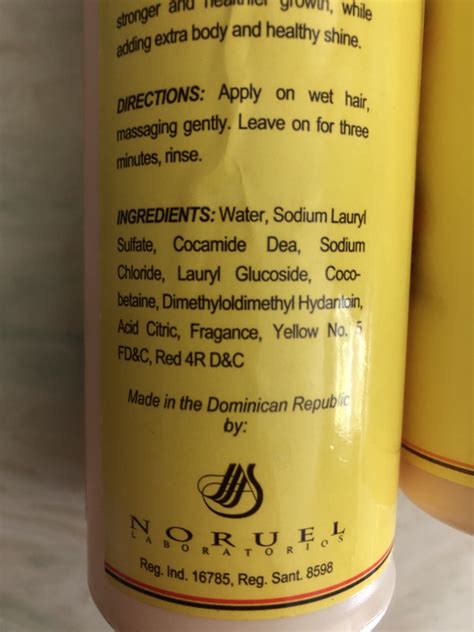 stronger and healthier growth, while
adding extra body and healthy shine.
DIRECTIONS: Apply on wet hair,
massaging gently. Leave on for three
minutes, rinse.
INGREDIENTS: Water, Sodium Lauryl
Sulfate, Cocamide Dea, Sodium
Chloride, Lauryl Glucoside, Coco-
betaine, Dimethyloldimethyl Hydantoin,
Acid Citric, Fragance, Yellow No. 5
FD&C, Red 4R D&C
Made in the Dominican Republic
by:
NORUEL
LABORATORIOS
Reg. Ind. 16785, Reg. Sant. 8598